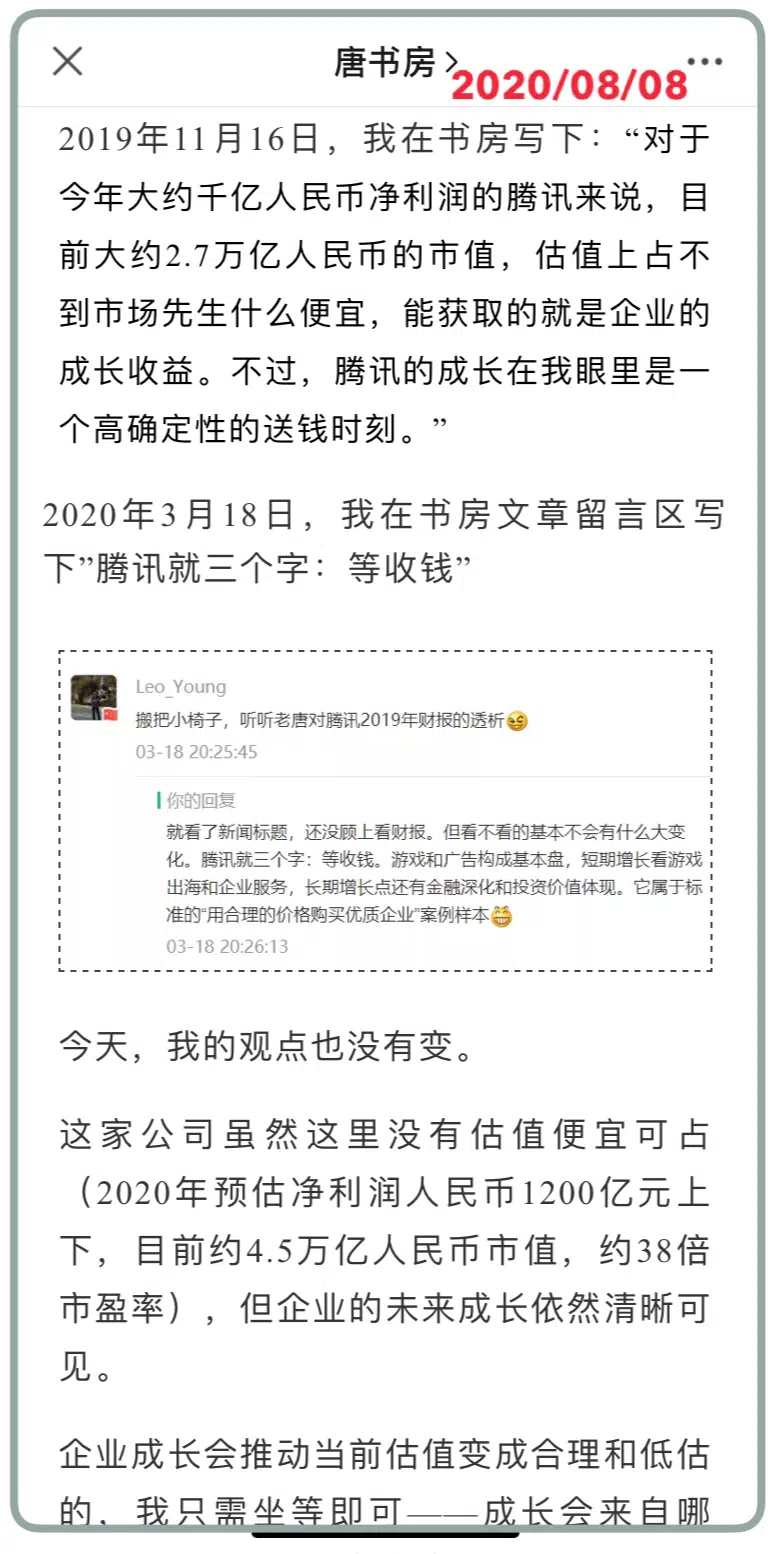 唐书房
2020/08/08
2019年11月16日，我在书房写下：“对于
今年大约千亿人民币净利润的腾讯来说，目
前大约2.7万亿人民币的市值，估值上占不
到市场先生什么便宜，能获取的就是企业的
成长收益。不过，腾讯的成长在我眼里是一
个高确定性的送钱时刻。”
2020年3月18日，我在书房文章留言区写
下”腾讯就三个字：等收钱”
Leo_Young
搬把小椅子，听听老唐对腾讯2019年财报的透析😉
03-18 20:25:45
你的回复
就看了新闻标题，还没顾上看财报。但看不看的基本不会有什么大变
化。腾讯就三个字：等收钱。游戏和广告构成基本盘，短期增长看游戏
出海和企业服务，长期增长点还有金融深化和投资价值体现。它属于标
准的“用合理的价格购买优质企业”案例样本😁
03-18 20:26:13
今天，我的观点也没有变。
这家公司虽然这里没有估值便宜可占
（2020年预估净利润人民币1200亿元上
下，目前约4.5万亿人民币市值，约38倍
市盈率），但企业的未来成长依然清晰可
见。
企业成长会推动当前估值变成合理和低估
的，我只需坐等即可——成长会来自哪